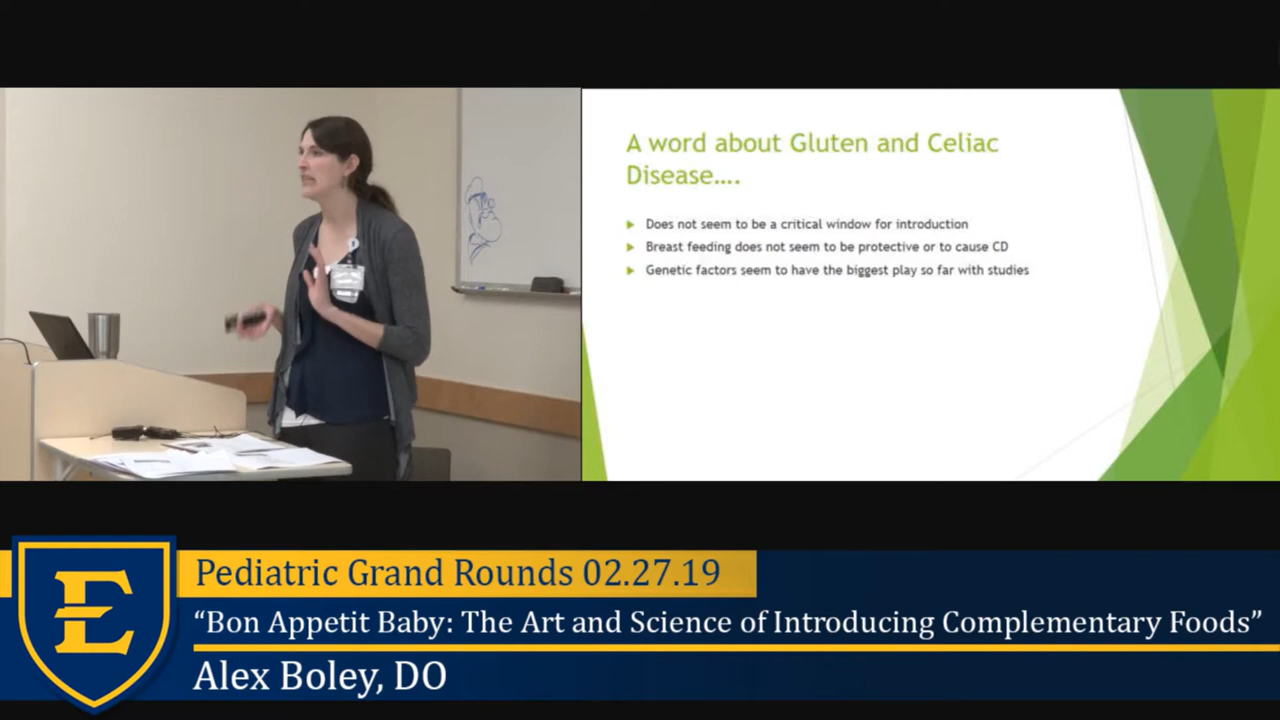 A word about Gluten and Celiac
Disease....
Does not seem to be a critical window for introduction
Breast feeding does not seem to be protective or to cause CD
Genetic factors seem to have the biggest play so far with studies
E
Pediatric Grand Rounds 02.27.19
“Bon Appetit Baby: The Art and Science of Introducing Complementary Foods”
Alex Boley, DO